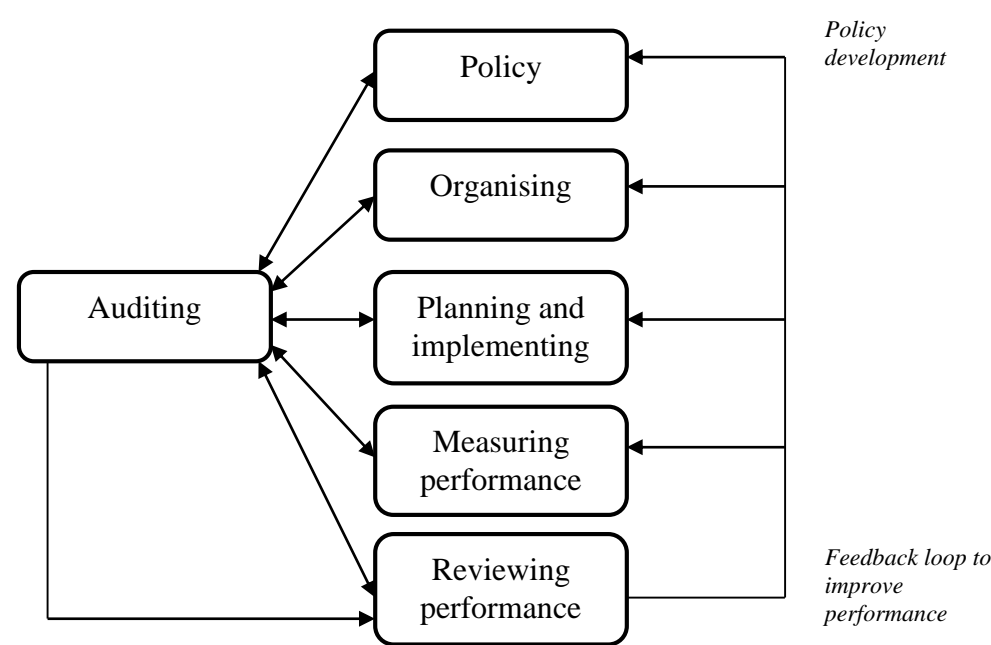 Policy
development
Policy
Organising
Auditing
Planning and
implementing
Measuring
performance
Reviewing
performance
Feedback loop to
improve
performance